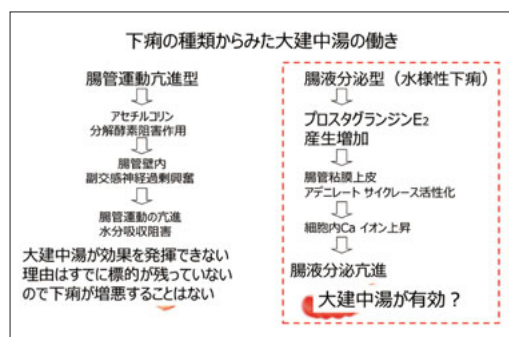 下痢の種類からみた大建中湯の働き
腸管運動亢進型
アセチルコリン
分解酵素阻害作用
腸管壁内
副交感神経過剰興奮
腸管運動の亢進
水分吸収阻害
大建中湯が効果を発揮できない
理由はすでに標的が残っていない
ので下痢が増悪することはない
腸液分泌型（水様性下痢）
プロスタグランジンE₂
産生増加
腸管粘膜上皮
アデニレート サイクレース活性化
細胞内Ca イオン上昇
腸液分泌亢進
大建中湯が有効？